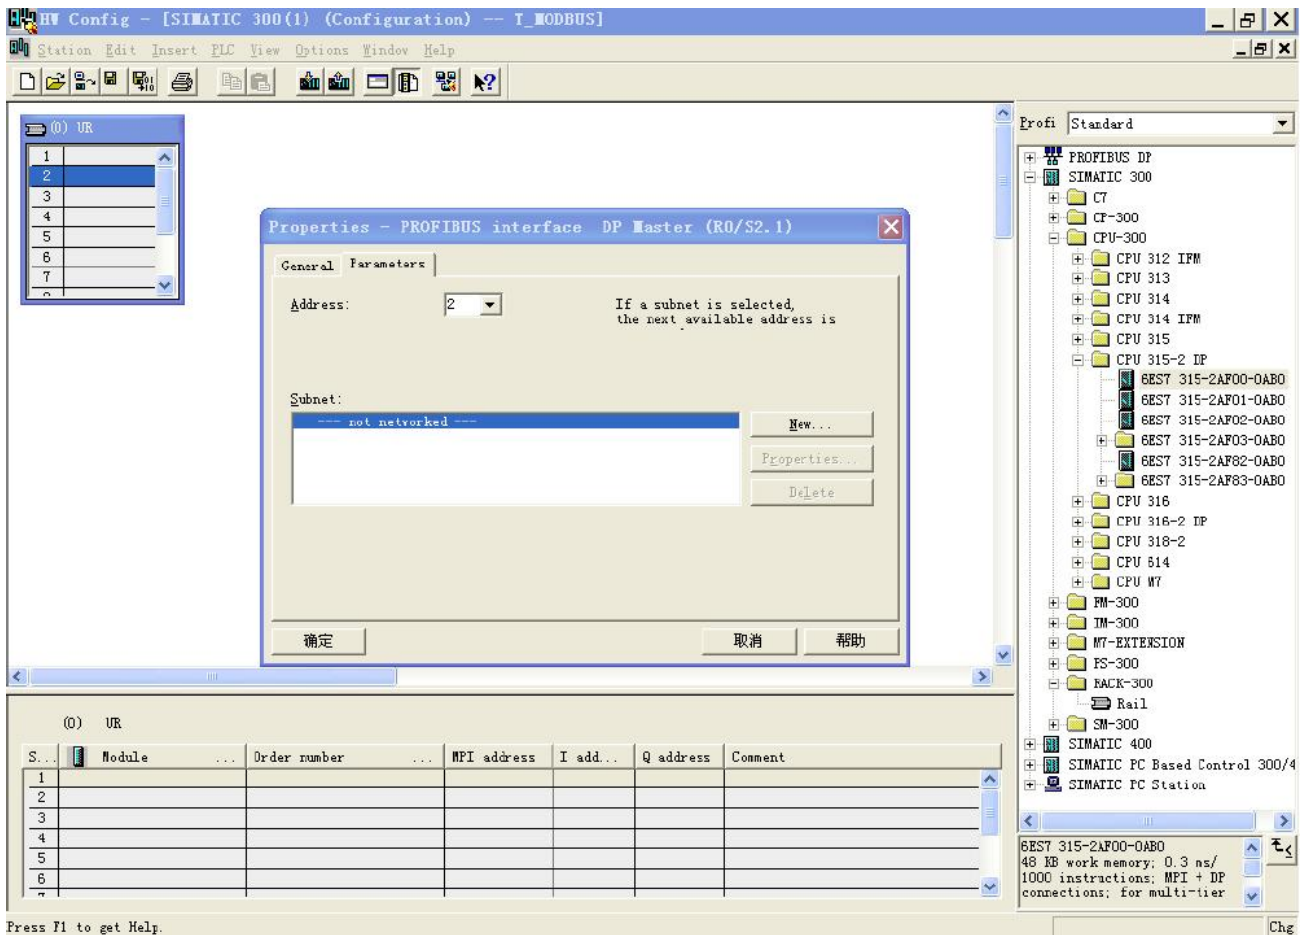 HW Config - [SIMATIC 300(1) (Configuration) -- T_MODBUS]
Station Edit Insert PLC View Options Window Help
(0) UR
1
2
3
4
5
6
7
Properties - PROFIBUS interface DP Master (R0/S2.1)
General Parameters
Address: 2
If a subnet is selected,
the next available address is
Subnet:
--- not networked ---
New...
Properties...
Delete
确定 取消 帮助
Profi Standard
PROFIBUS DP
SIMATIC 300
C7
CP-300
CPU-300
CPU 312 IFM
CPU 313
CPU 314
CPU 314 IFM
CPU 315
CPU 315-2 DP
6ES7 315-2AF00-0AB0
6ES7 315-2AF01-0AB0
6ES7 315-2AF02-0AB0
6ES7 315-2AF03-0AB0
6ES7 315-2AF82-0AB0
6ES7 315-2AF83-0AB0
CPU 316
CPU 316-2 DP
CPU 318-2
CPU 614
CPU M7
FM-300
IM-300
M7-EXTENSION
PS-300
RACK-300
Rail
SM-300
SIMATIC 400
SIMATIC PC Based Control 300/4
SIMATIC PC Station
6ES7 315-2AF00-0AB0
48 KB work memory; 0.3 ms/
1000 instructions; MPI + DP
connections; for multi-tier
(0) UR
S... Module ... Order number ... MPI address I add... Q address Comment
1
2
3
4
5
6
Press F1 to get Help.
Chg